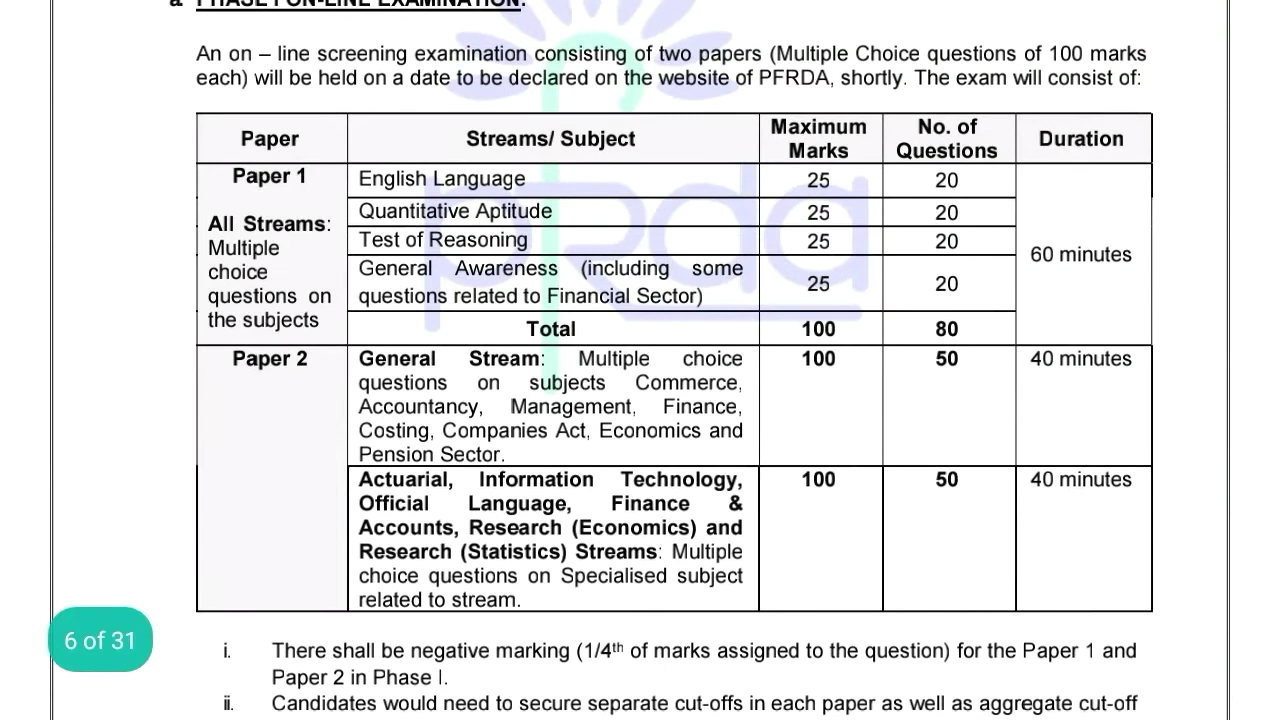 a PHASE I ON-LINE EXAMINATION:
An on – line screening examination consisting of two papers (Multiple Choice questions of 100 marks
each) will be held on a date to be declared on the website of PFRDA, shortly. The exam will consist of:
Paper Streams/ Subject Maximum Marks No. of Questions Duration
Paper 1
All Streams:
Multiple
choice
questions on
the subjects
English Language 25 20
Quantitative Aptitude 25 20
Test of Reasoning 25 20
General Awareness (including some
questions related to Financial Sector) 25 20
Total 100 80
60 minutes
Paper 2
General Stream: Multiple choice 100 50 40 minutes
questions on subjects Commerce,
Accountancy, Management, Finance,
Costing, Companies Act, Economics and
Pension Sector.
Actuarial, Information Technology, 100 50 40 minutes
Official Language, Finance &
Accounts, Research (Economics) and
Research (Statistics) Streams: Multiple
choice questions on Specialised subject
related to stream.
i. There shall be negative marking (1/4th of marks assigned to the question) for the Paper 1 and
Paper 2 in Phase I.
ii. Candidates would need to secure separate cut-offs in each paper as well as aggregate cut-off
6 of 31
pfrda